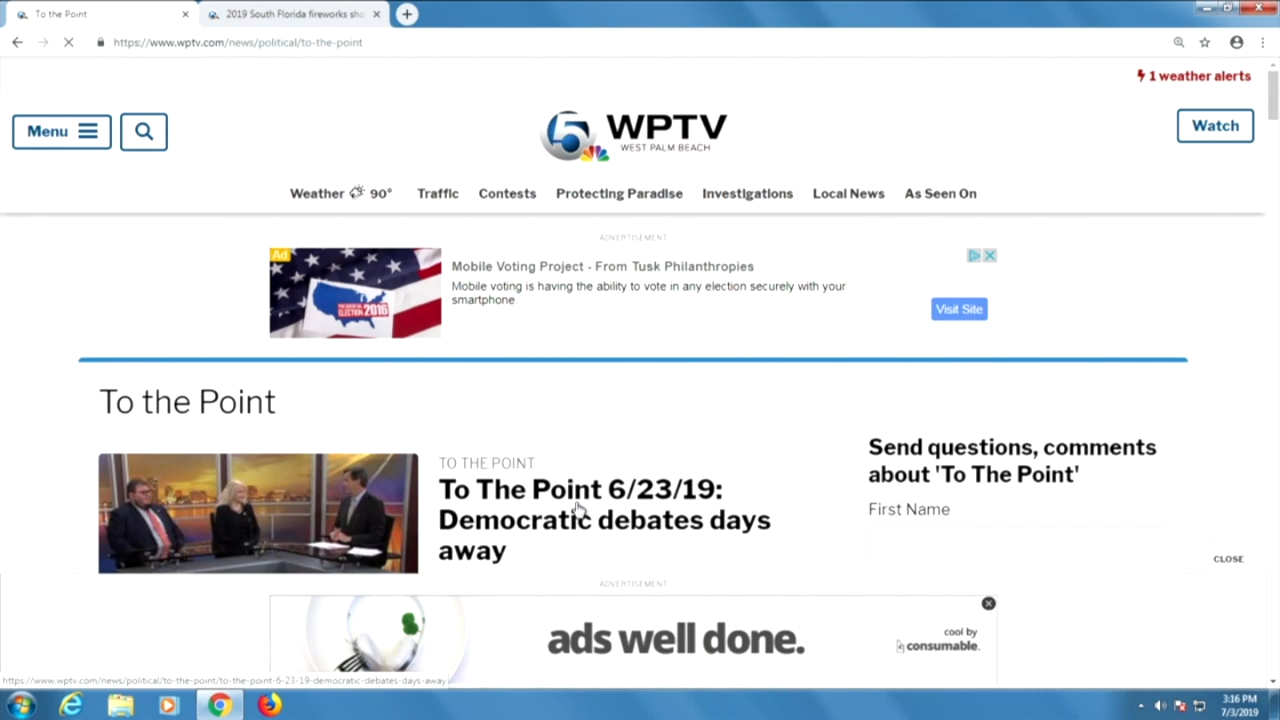 To the Point
2019 South Florida fireworks sho
https://www.wptv.com/news/political/to-the-point
1 weather alerts
Menu
5 WPTV
WEST PALM BEACH
Watch
Weather 90°
Traffic
Contests
Protecting Paradise
Investigations
Local News
As Seen On
ADVERTISEMENT
Ad
PRESIDENTIAL
ELECTION 2016
Mobile Voting Project - From Tusk Philanthropies
Mobile voting is having the ability to vote in any election securely with your
smartphone
Visit Site
To the Point
TO THE POINT
To The Point 6/23/19:
Democratic debates days
away
Send questions, comments
about 'To The Point'
First Name
CLOSE
ADVERTISEMENT
ads well done.
cool by
consumable.
https://www.wptv.com/news/political/to-the-point/to-the-point-6-23-19-democratic-debates-days-away
3:16 PM
7/3/2019